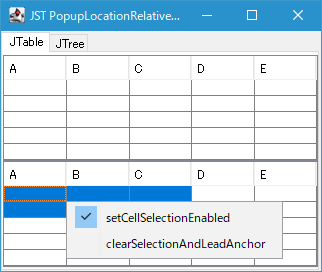 JST PopupLocationRelative...
JTable JTree
A B C D E
A B C D E
setCellSelectionEnabled
clearSelectionAndLeadAnchor